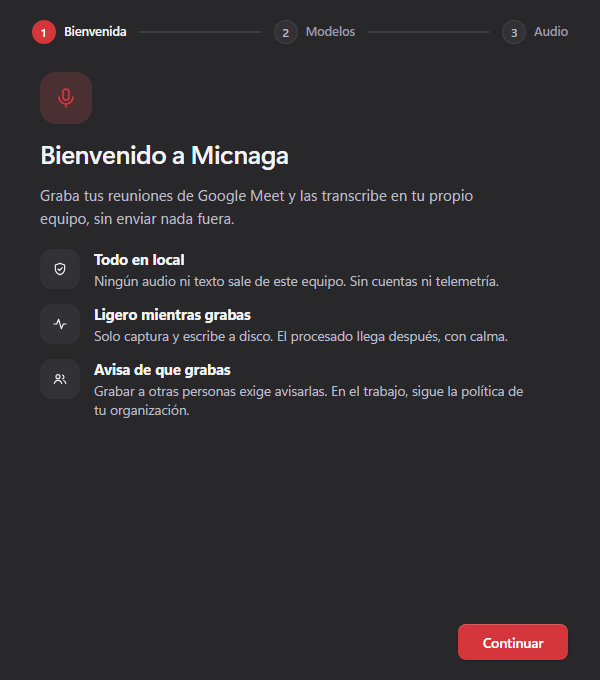 1 Bienvenida 2 Modelos 3 Audio
Bienvenido a Micnaga
Graba tus reuniones de Google Meet y las transcribe en tu propio
equipo, sin enviar nada fuera.
Todo en local
Ningún audio ni texto sale de este equipo. Sin cuentas ni telemetría.
Ligero mientras grabas
Solo captura y escribe a disco. El procesado llega después, con calma.
Avisa de que grabas
Grabar a otras personas exige avisarlas. En el trabajo, sigue la política de
tu organización.
Continuar